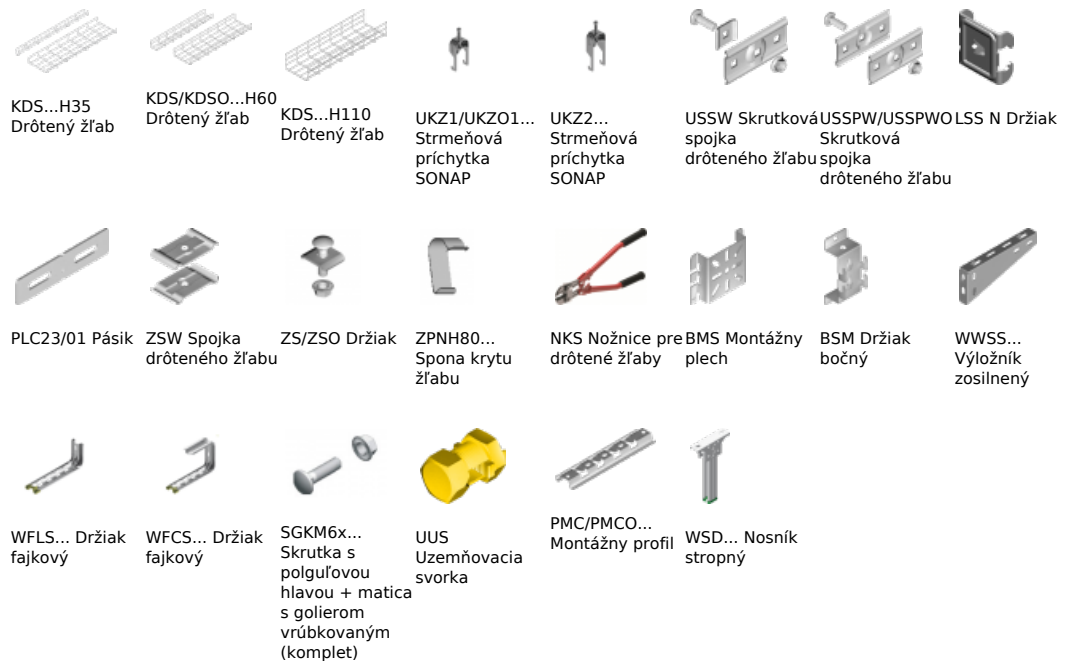 KDS...H35
Drôtený žľab
KDS/KDSO...H60
Drôtený žľab
KDS...H110
Drôtený žľab
UKZ1/UKZO1...
Strmeňová
príchytka
SONAP
UKZ2...
Strmeňová
príchytka
SONAP
USSW Skrutková
spojka
drôteného žľabu
USSPW/USSPWO
Skrutková
spojka
drôteného žľabu
LSS N Držiak
PLC23/01 Pásik
ZSW Spojka
drôteného žľabu
ZS/ZSO Držiak
ZPNH80...
Spona krytu
žľabu
NKS Nožnice pre
drôtené žľaby
BMS Montážny
plech
BSM Držiak
bočný
WWSS...
Výložník
zosilnený
WFLS... Držiak
fajkový
WFCS... Držiak
fajkový
SGKM6x...
Skrutka s
polguľovou
hlavou + matica
s golierom
vrúbkovaným
(komplet)
UUS
Uzemňovacia
svorka
PMC/PMCO...
Montážny profil
WSD... Nosník
stropný